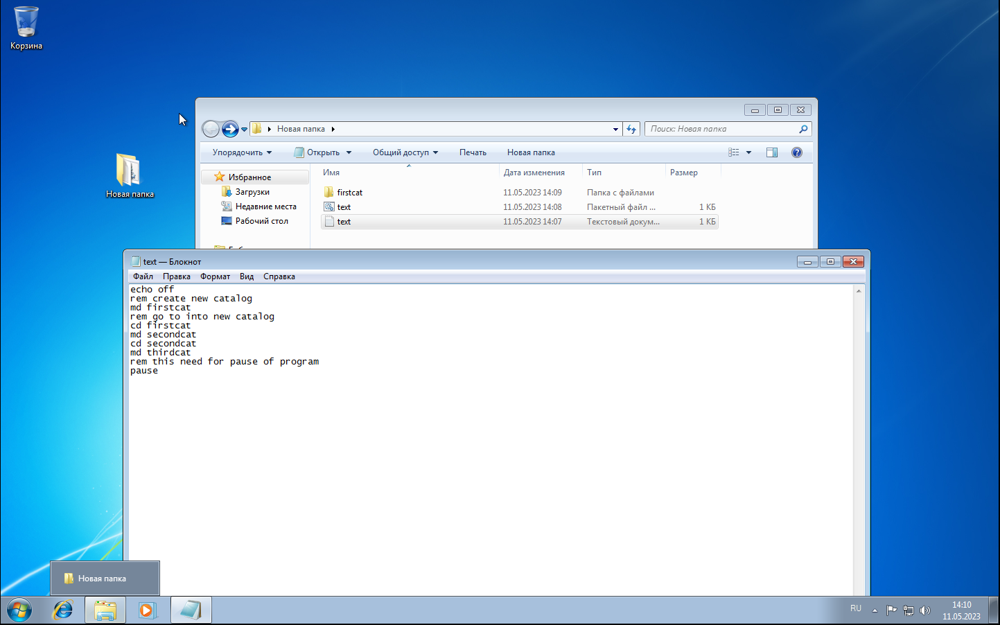 Корзина
Новая папка
Новая папка
Поиск: Новая папка
Упорядочить Открыть Общий доступ Печать Новая папка
Имя Дата изменения Тип Размер
Избранное
Загрузки
Недавние места
Рабочий стол
firstcat 11.05.2023 14:09 Папка с файлами
text 11.05.2023 14:08 Пакетный файл ... 1 КБ
text 11.05.2023 14:07 Текстовый докум... 1 КБ
text — Блокнот
Файл Правка Формат Вид Справка
echo off
rem create new catalog
md firstcat
rem go to into new catalog
cd firstcat
md secondcat
cd secondcat
md thirdcat
rem this need for pause of program
pause
Новая папка
RU
14:10
11.05.2023